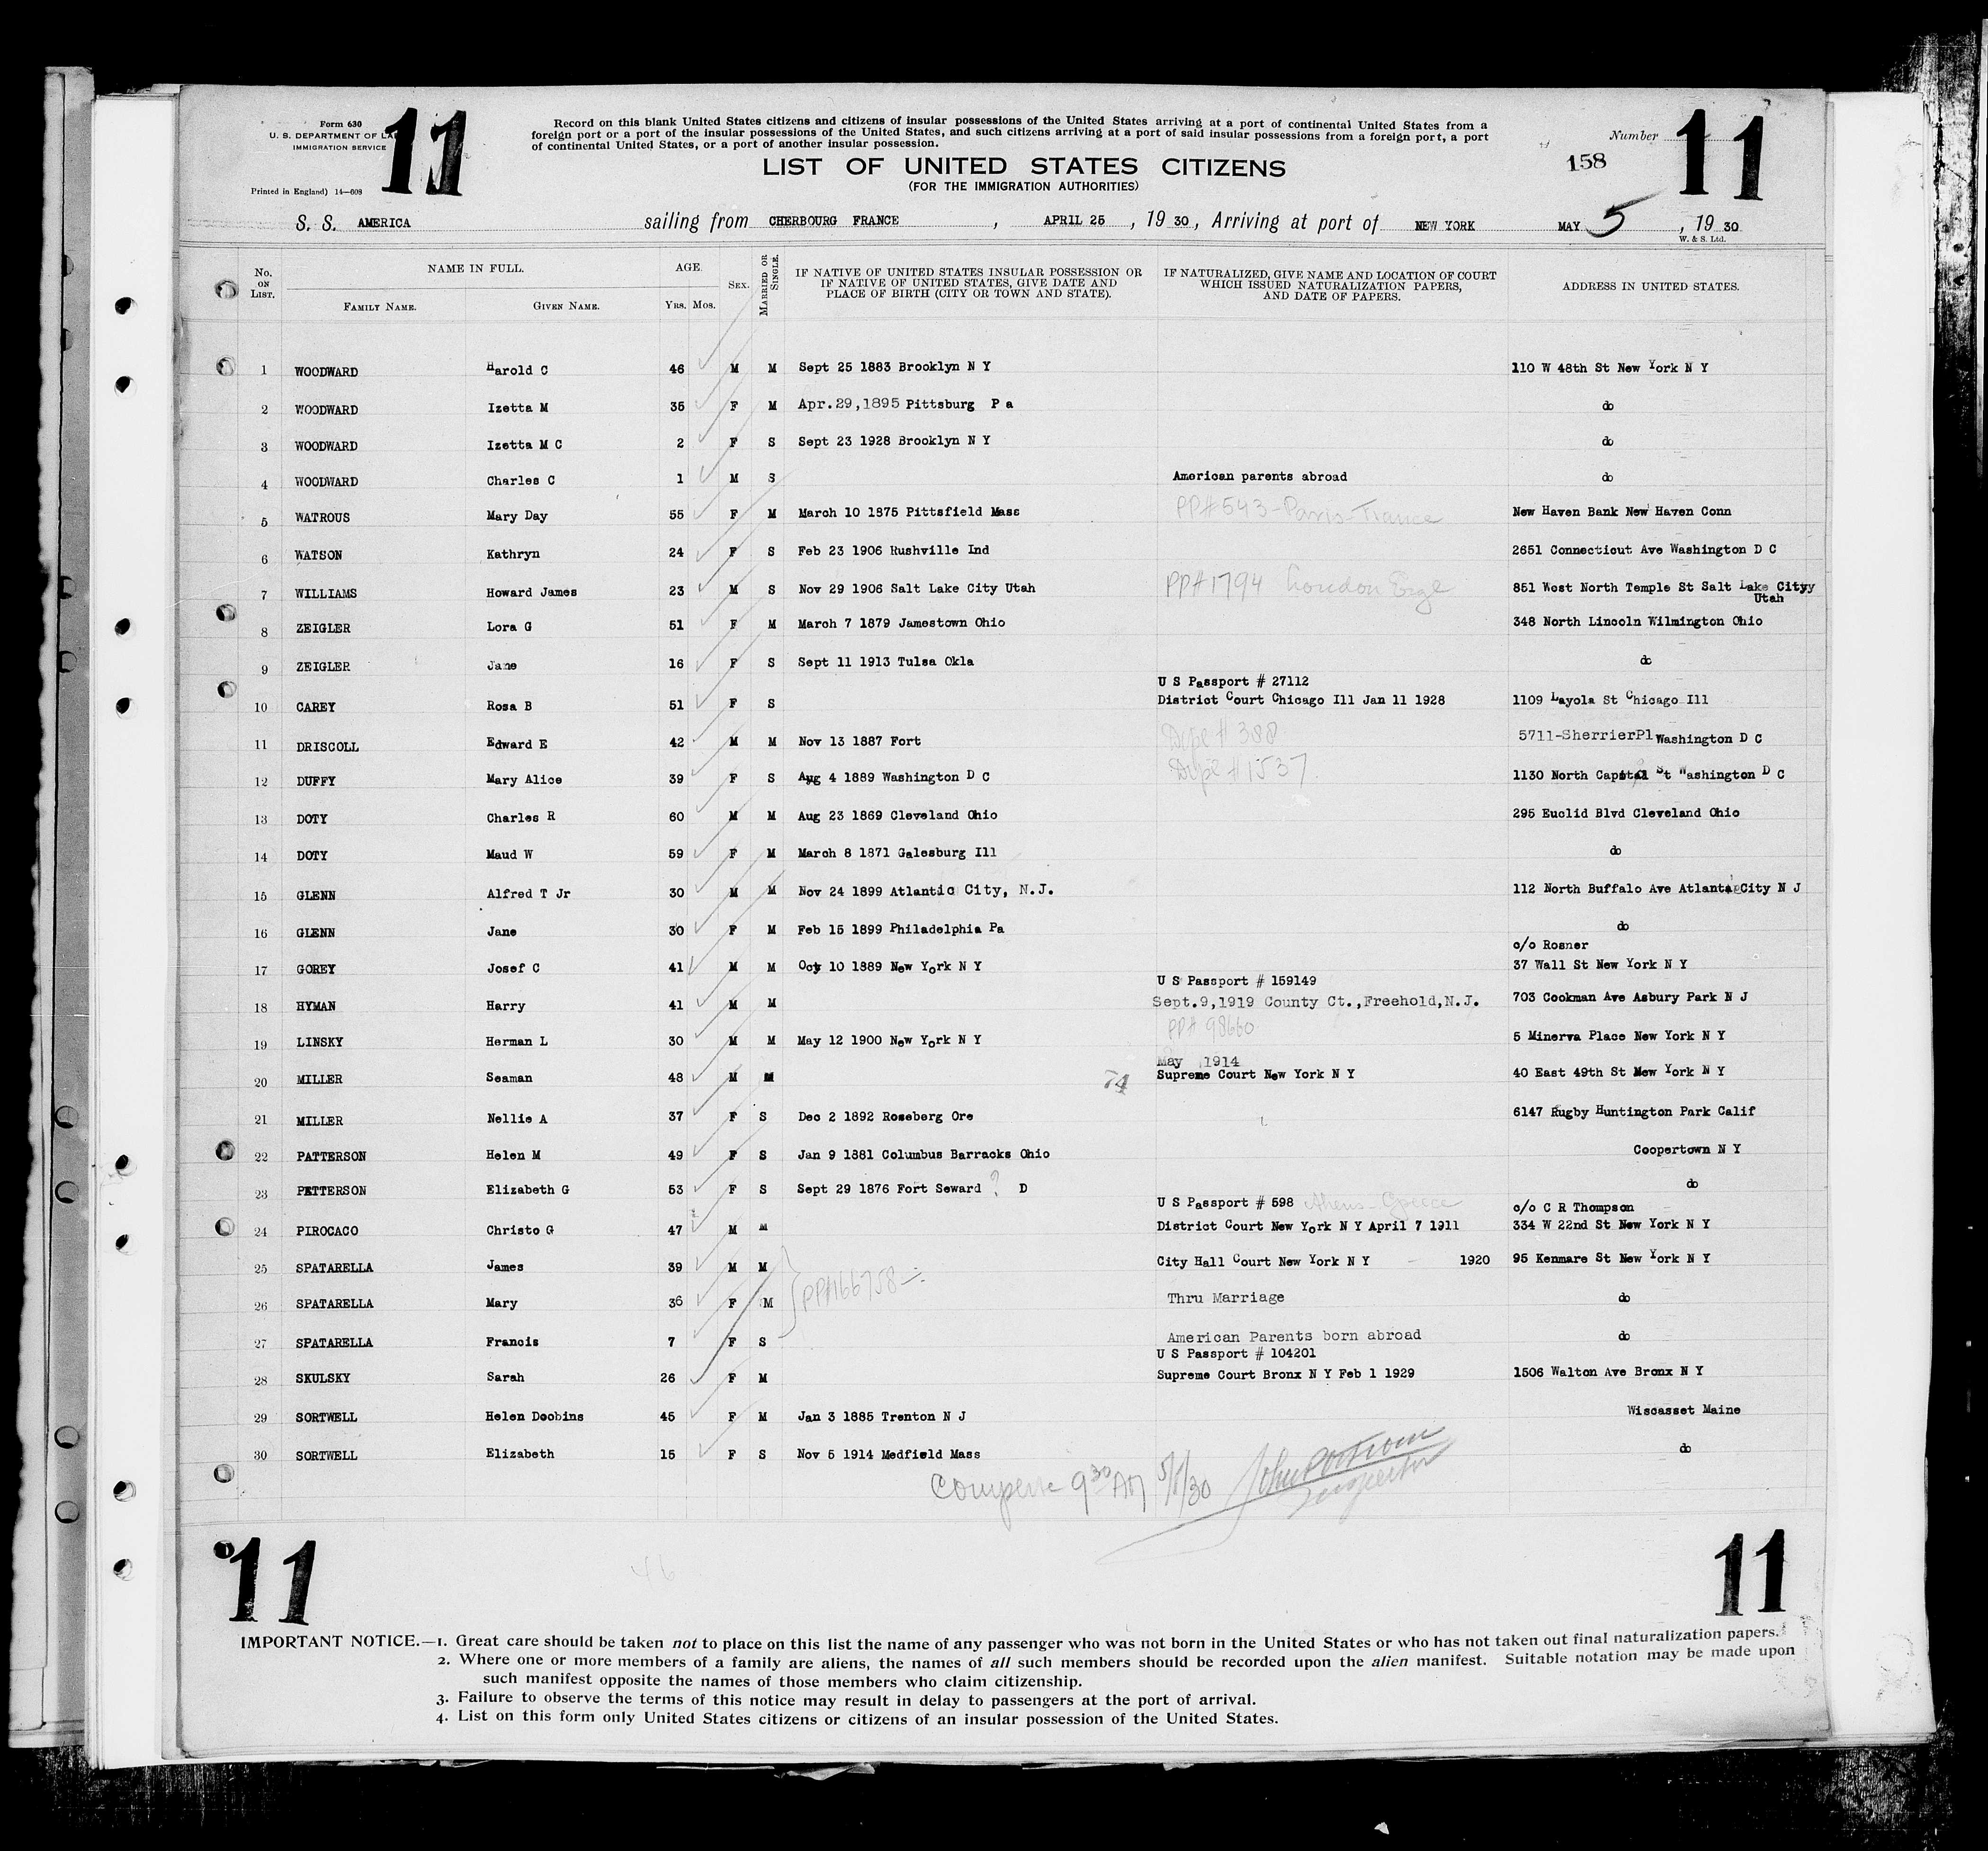 11
11
Form 630
U. S. DEPARTMENT OF LA
IMMIGRATION SERVICE
Printed in England) 14—608
Record on this blank United States citizens and citizens of insular possessions of the United States arriving at a port of continental United States from a
foreign port or a port of the insular possessions of the United States, and such citizens arriving at a port of said insular possessions from a foreign port, a port
of continental United States, or a port of another insular possession.
Number
158
LIST OF UNITED STATES CITIZENS
(FOR THE IMMIGRATION AUTHORITIES)
S. S. AMERICA sailing from CHERBOURG FRANCE , APRIL 25 , 19 30 , Arriving at port of NEW YORK MAY 5 , 19 30
W. & S. Ltd.
No. ON LIST. NAME IN FULL. FAMILY NAME. GIVEN NAME. AGE. YRS. MOS. SEX. MARRIED OR SINGLE. IF NATIVE OF UNITED STATES INSULAR POSSESSION OR IF NATIVE OF UNITED STATES, GIVE DATE AND PLACE OF BIRTH (CITY OR TOWN AND STATE). IF NATURALIZED, GIVE NAME AND LOCATION OF COURT WHICH ISSUED NATURALIZATION PAPERS, AND DATE OF PAPERS. ADDRESS IN UNITED STATES.
1 WOODWARD Harold C 46 M M Sept 25 1883 Brooklyn N Y 110 W 48th St New York N Y
2 WOODWARD Izetta M 35 F M Apr.29,1895 Pittsburg P a do
3 WOODWARD Izetta M C 2 F S Sept 23 1928 Brooklyn N Y do
4 WOODWARD Charles C 1 M S American parents abroad do
5 WATROUS Mary Day 55 F M March 10 1875 Pittsfield Mass PP#543-Paris-France New Haven Bank New Haven Conn
6 WATSON Kathryn 24 F S Feb 23 1906 Rushville Ind 2651 Connecticut Ave Washington D C
7 WILLIAMS Howard James 23 M S Nov 29 1906 Salt Lake City Utah PP#1794 London Engl 851 West North Temple St Salt Lake Cityy
Utah
8 ZEIGLER Lora G 51 F M March 7 1879 Jamestown Ohio 348 North Lincoln Wilmington Ohio
9 ZEIGLER Jane 16 F S Sept 11 1913 Tulsa Okla do
U S Passport # 27112
10 CAREY Rosa B 51 F S District Court Chicago Ill Jan 11 1928 1109 Layola St Chicago Ill
11 DRISCOLL Edward E 42 M M Nov 13 1887 Fort # 388 5711-SherrierPl Washington D C
12 DUFFY Mary Alice 39 F S Aug 4 1889 Washington D C #1537 1130 North Capital St Washington D C
13 DOTY Charles R 60 M M Aug 23 1869 Cleveland Ohio 295 Euclid Blvd Cleveland Ohio
14 DOTY Maud W 59 F M March 8 1871 Galesburg Ill do
15 GLENN Alfred T Jr 30 M M Nov 24 1899 Atlantic City, N.J. 112 North Buffalo Ave Atlantic City N J
16 GLENN Jane 30 F M Feb 15 1899 Philadelphia Pa do
c/o Rosner
17 GOREY Josef C 41 M M Oct 10 1889 New York N Y 37 Wall St New York N Y
U S Passport # 159149
18 HYMAN Harry 41 M M Sept.9,1919 County Ct.,Freehold,N.J. 703 Cookman Ave Asbury Park N J
PP# 98660
19 LINSKY Herman L 30 M M May 12 1900 New York N Y 5 Minerva Place New York N Y
May 1914
20 MILLER Seaman 48 M M 74 Supreme Court New York N Y 40 East 49th St New York N Y
21 MILLER Nellie A 37 F S Dec 2 1892 Roseberg Ore 6147 Rugby Huntington Park Calif
22 PATTERSON Helen M 49 F S Jan 9 1881 Columbus Barracks Ohio Coopertown N Y
23 PETTERSON Elizabeth G 53 F S Sept 29 1876 Fort Seward ? D do
U S Passport # 598 Athens-Greece c/o C R Thompson
24 PIROCACO Christo G 47 M M District Court New York N Y April 7 1911 334 W 22nd St New York N Y
25 SPATARELLA James 39 M M City Hall Court New York N Y 1920 95 Kenmare St New York N Y
PP#166758
26 SPATARELLA Mary 36 F M Thru Marriage do
27 SPATARELLA Francis 7 F S American Parents born abroad do
U S Passport # 104201
28 SKULSKY Sarah 26 F M Supreme Court Bronx N Y Feb 1 1929 1506 Walton Ave Bronx N Y
29 SORTWELL Helen Doobins 45 F M Jan 3 1885 Trenton N J Wiscasset Maine
30 SORTWELL Elizabeth 15 F S Nov 5 1914 Medfield Mass do
9 30 AM John Inspector
11
46
11
IMPORTANT NOTICE.—1. Great care should be taken not to place on this list the name of any passenger who was not born in the United States or who has not taken out final naturalization papers.
2. Where one or more members of a family are aliens, the names of all such members should be recorded upon the alien manifest. Suitable notation may be made upon
such manifest opposite the names of those members who claim citizenship.
3. Failure to observe the terms of this notice may result in delay to passengers at the port of arrival.
4. List on this form only United States citizens or citizens of an insular possession of the United States.